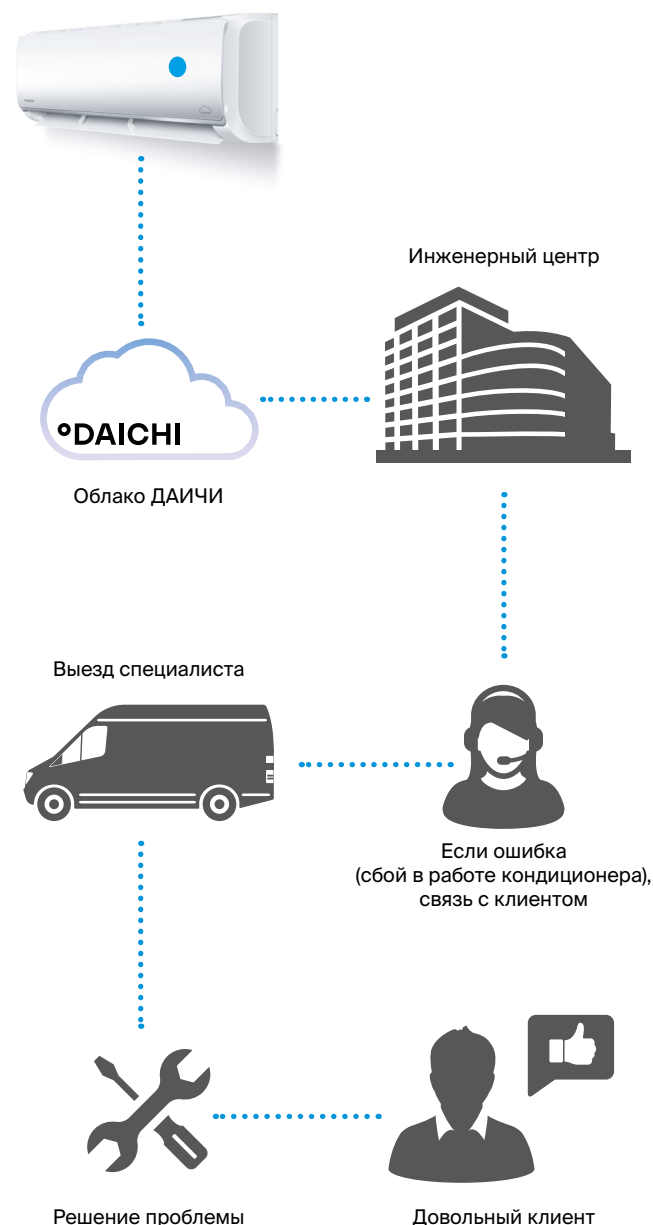 Инженерный центр
°DAICHI
Облако ДАИЧИ
Выезд специалиста
Если ошибка
(сбой в работе кондиционера),
связь с клиентом
Решение проблемы
Довольный клиент